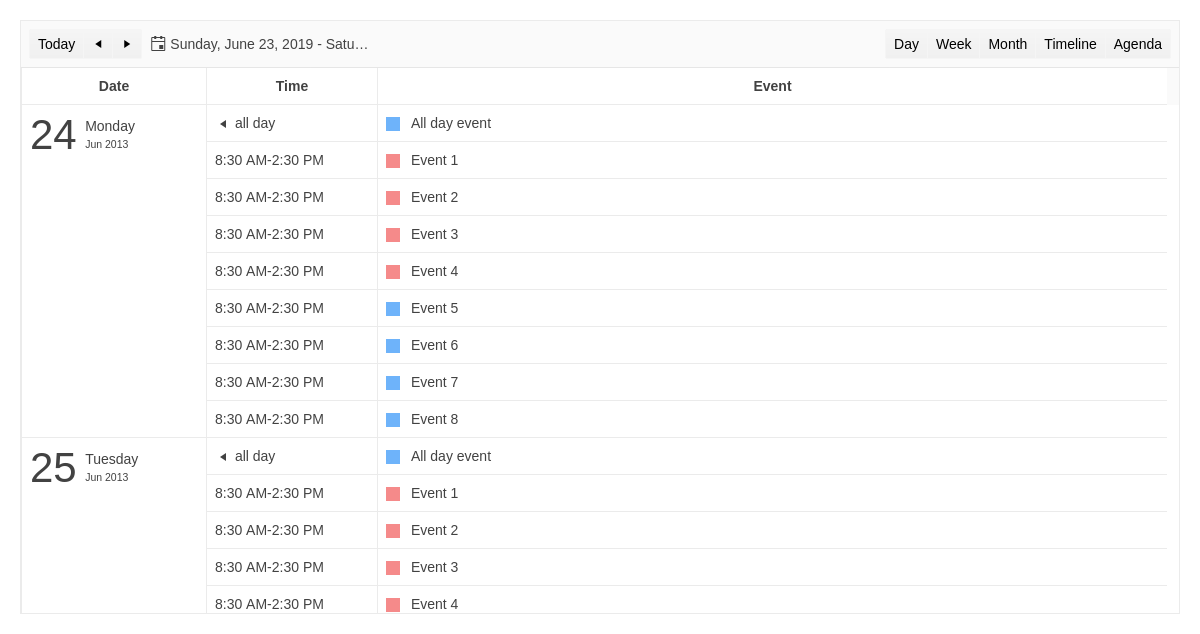 Today Sunday, June 23, 2019 - Satu… Day Week Month Timeline Agenda
Date Time Event
24 Monday all day All day event
Jun 2013
8:30 AM-2:30 PM Event 1
8:30 AM-2:30 PM Event 2
8:30 AM-2:30 PM Event 3
8:30 AM-2:30 PM Event 4
8:30 AM-2:30 PM Event 5
8:30 AM-2:30 PM Event 6
8:30 AM-2:30 PM Event 7
8:30 AM-2:30 PM Event 8
25 Tuesday all day All day event
Jun 2013
8:30 AM-2:30 PM Event 1
8:30 AM-2:30 PM Event 2
8:30 AM-2:30 PM Event 3
8:30 AM-2:30 PM Event 4